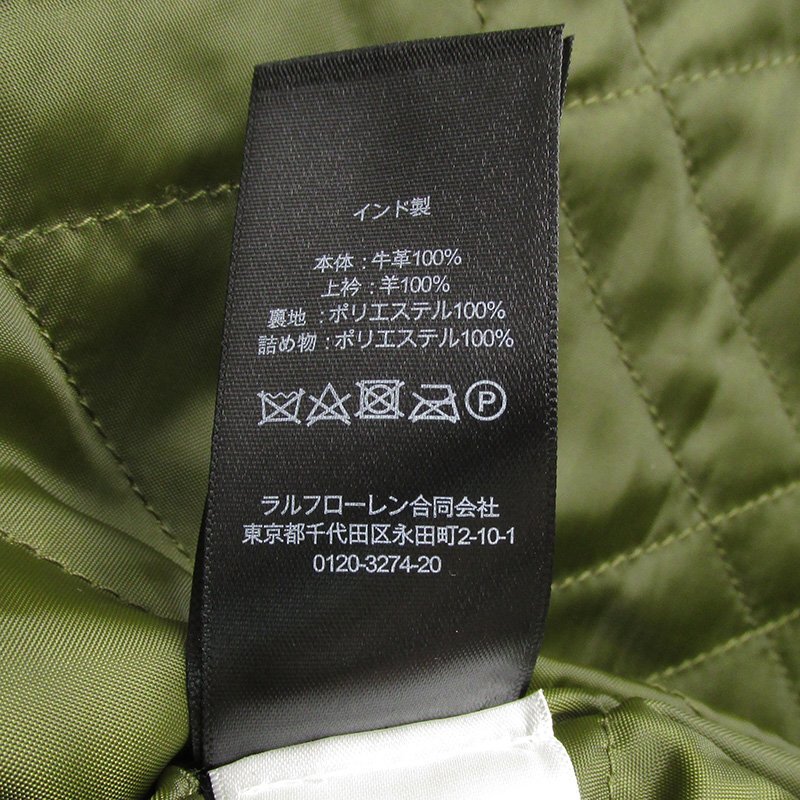 インド製
本体 : 牛革100%
上衿 : 羊100%
裏地 : ポリエステル100%
詰め物 : ポリエステル100%
P
ラルフローレン合同会社
東京都千代田区永田町2-10-1
0120-3274-20